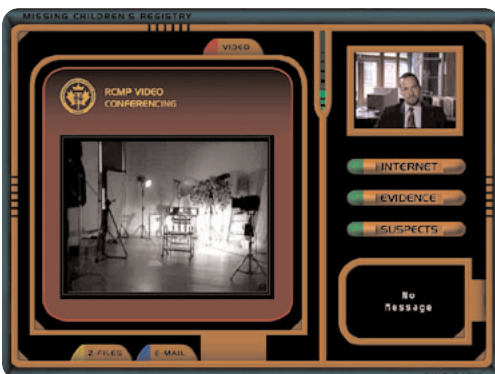 MISSING CHILDREN'S REGISTRY
VIDEO
RCMP VIDEO
CONFERENCING
INTERNET
EVIDENCE
SUSPECTS
No
Message
Z-FILES
E-MAIL